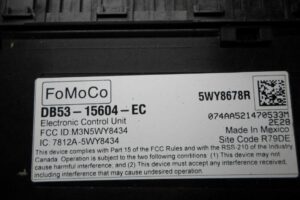 FoMoCo
5WY8678R
DB53-15604-EC
Electronic Control Unit
074AA521470533M
2E20
FCC ID:M3N5WY8434
Made in Mexico
IC: 7812A-5WY8434
Site Code R79DE
This device complies with Part 15 of the FCC Rules and with the RSS-210 of the Industry
Canada. Operation is subject to the two following conditions: (1) This device may not
cause harmful interference, and (2) This device must accept any interference received,
including interference that may cause undesired operation.